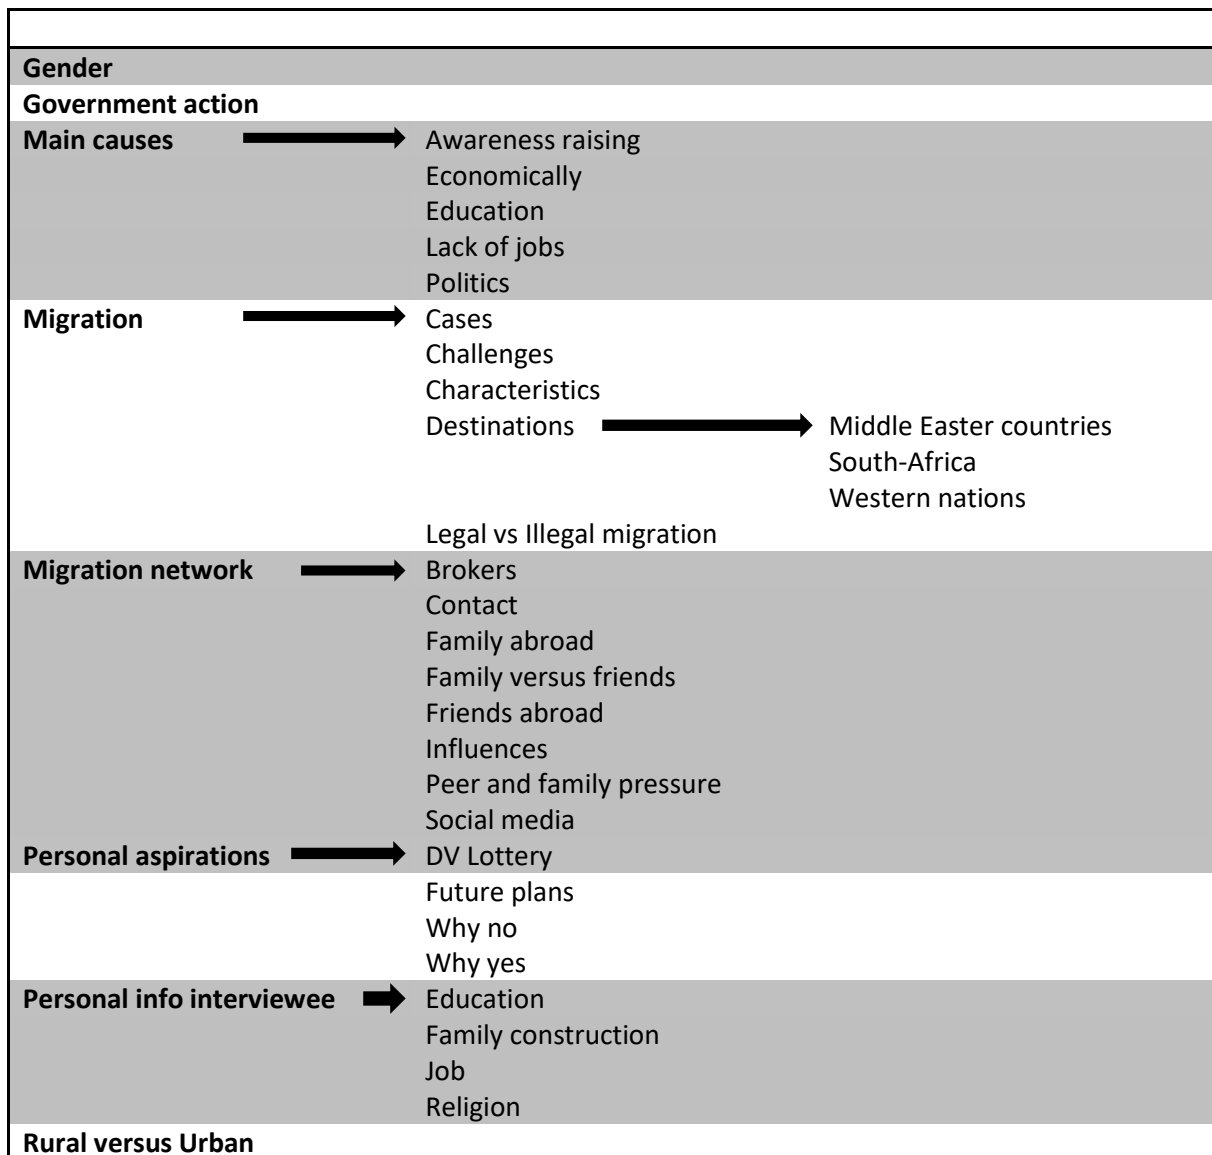 Gender
Government action
Main causes Awareness raising
Economically
Education
Lack of jobs
Politics
Migration Cases
Challenges
Characteristics
Destinations Middle Easter countries
South-Africa
Western nations
Legal vs Illegal migration
Migration network Brokers
Contact
Family abroad
Family versus friends
Friends abroad
Influences
Peer and family pressure
Social media
Personal aspirations DV Lottery
Future plans
Why no
Why yes
Personal info interviewee Education
Family construction
Job
Religion
Rural versus Urban